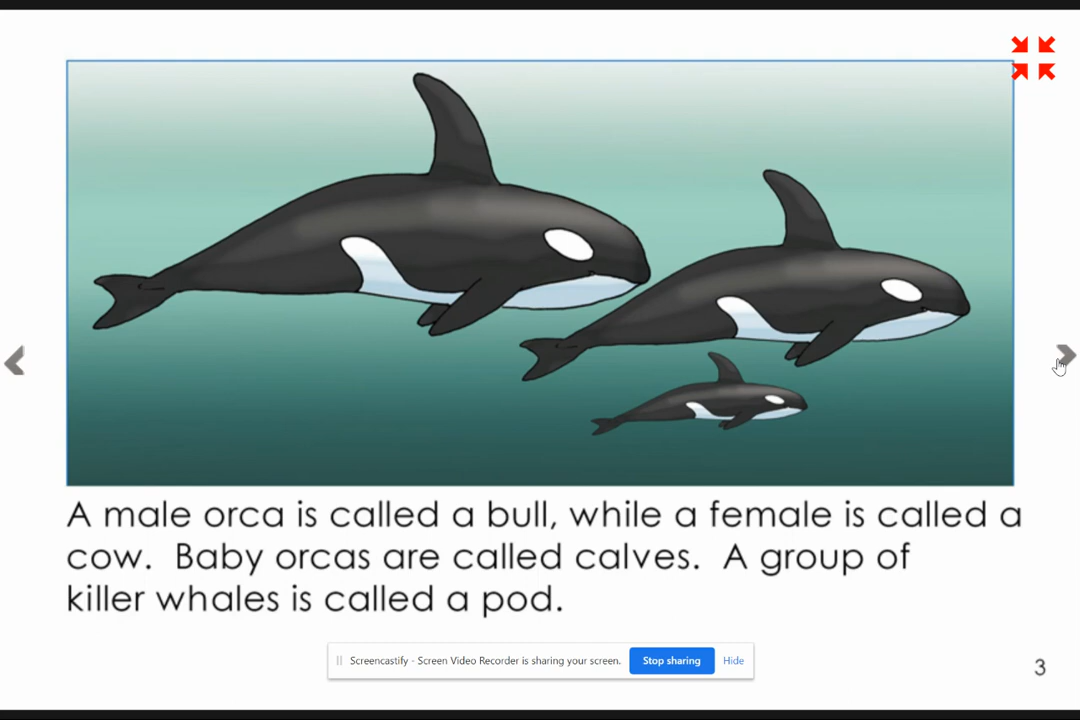 A male orca is called a bull, while a female is called a
cow.  Baby orcas are called calves.  A group of
killer whales is called a pod.
Screencastify - Screen Video Recorder is sharing your screen. Stop sharing Hide
3